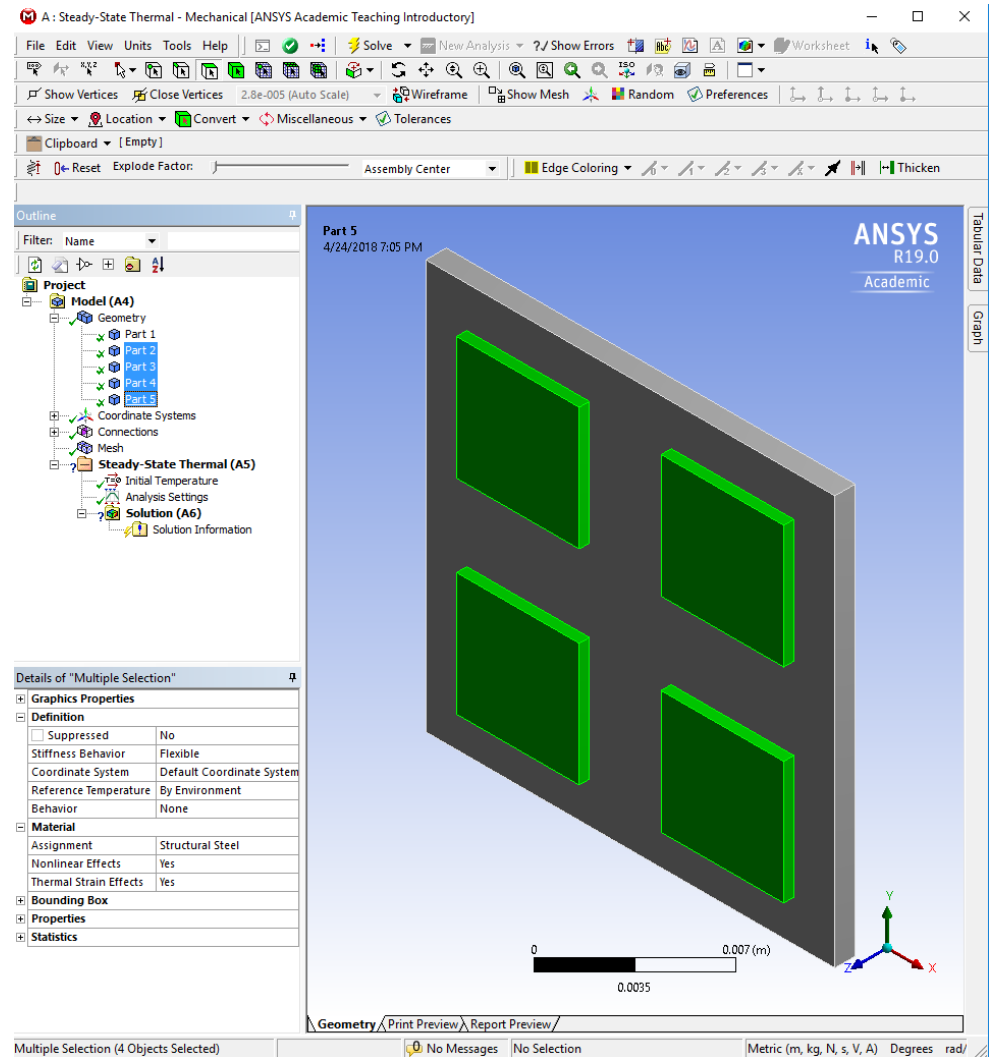 A : Steady-State Thermal - Mechanical [ANSYS Academic Teaching Introductory]
File Edit View Units Tools Help Solve New Analysis ?/ Show Errors Worksheet
Show Vertices Close Vertices 2.8e-005 (Auto Scale) Wireframe Show Mesh Random Preferences
Size Location Convert Miscellaneous Tolerances
Clipboard [Empty]
Reset Explode Factor: Assembly Center Edge Coloring Thicken
Outline
Filter: Name
Project
Model (A4)
Geometry
Part 1
Part 2
Part 3
Part 4
Part 5
Coordinate Systems
Connections
Mesh
Steady-State Thermal (A5)
Initial Temperature
Analysis Settings
Solution (A6)
Solution Information
Details of "Multiple Selection"
Graphics Properties
Definition
Suppressed No
Stiffness Behavior Flexible
Coordinate System Default Coordinate System
Reference Temperature By Environment
Behavior None
Material
Assignment Structural Steel
Nonlinear Effects Yes
Thermal Strain Effects Yes
Bounding Box
Properties
Statistics
Part 5
4/24/2018 7:05 PM
ANSYS
R19.0
Academic
Y
Z
X
0
0.007 (m)
0.0035
Tabular Data
Graph
Geometry Print Preview Report Preview
Multiple Selection (4 Objects Selected) No Messages No Selection Metric (m, kg, N, s, V, A) Degrees rad/